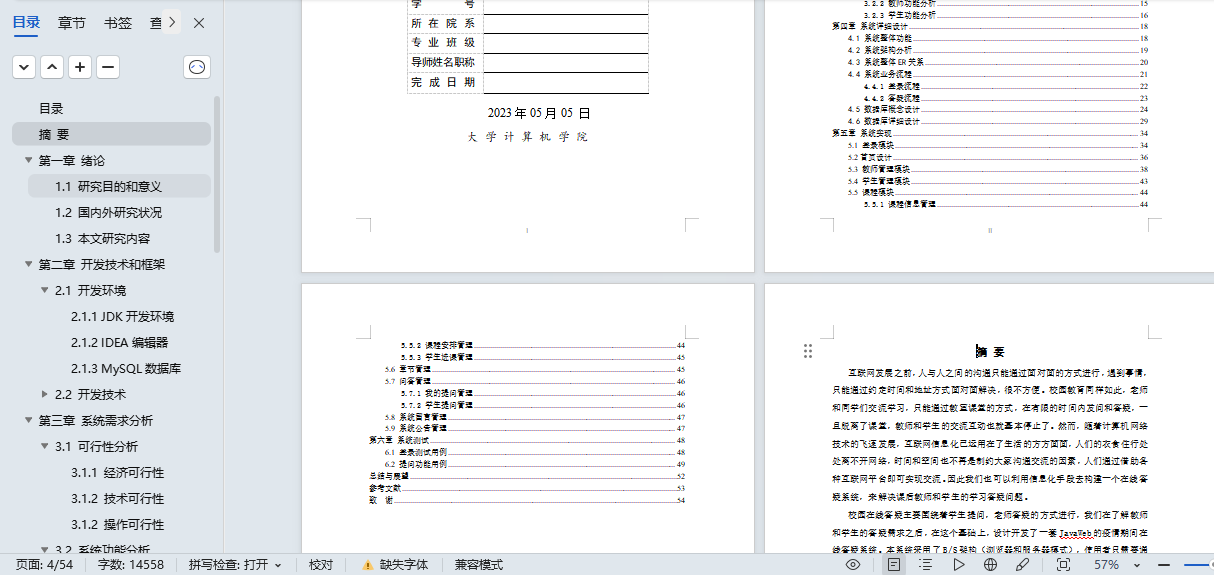 目录 章节 书签 查
目录
摘 要
第一章 绪论
1.1 研究目的和意义
1.2 国内外研究状况
1.3 本文研究内容
第二章 开发技术和框架
2.1 开发环境
2.1.1 JDK 开发环境
2.1.2 IDEA 编辑器
2.1.3 MySQL 数据库
2.2 开发技术
第三章 系统需求分析
3.1 可行性分析
3.1.1 经济可行性
3.1.2 技术可行性
3.1.2 操作可行性
3.2 系统功能分析
学 号
所 在 院 系
专 业 班 级
导师姓名职称
完 成 日 期
2023 年 05 月 05 日
大 学 计 算 机 学 院
I
3.2.2 教师功能分析 15
3.2.3 学生功能分析 16
第四章 系统详细设计 18
4.1 系统整体功能 18
4.2 系统架构分析 19
4.3 系统整体 ER 关系 20
4.4 系统业务流程 21
4.4.1 登录流程 22
4.4.2 答疑流程 23
4.5 数据库概念设计 24
4.6 数据库详细设计 29
第五章 系统实现 34
5.1 登录模块 34
5.2 首页设计 36
5.3 教师管理模块 38
5.4 学生管理模块 43
5.5 课程模块 44
5.5.1 课程信息管理 44
II
5.5.2 课程安排管理 44
5.5.3 学生选课管理 45
5.6 章节管理 45
5.7 问答管理 46
5.7.1 我的提问管理 46
5.7.2 学生提问管理 46
5.8 系统留言管理 47
5.9 系统公告管理 47
第六章 系统测试 48
6.1 登录测试用例 48
6.2 提问功能用例 49
总结与展望 52
参考文献 53
致 谢 54
摘 要
互联网发展之前，人与人之间的沟通只能通过面对面的方式进行，遇到事情，
只能通过约定时间和地址方式面对面解决，很不方便。校园教育同样如此，老师
和同学们交流学习，只能通过教室课堂的方式，在有限的时间内发问和答疑，一
旦脱离了课堂，教师和学生的交流互动也就基本停止了。然而，随着计算机网络
技术的飞速发展，互联网信息化已运用在了生活的方方面面，人们的衣食住行处
处离不开网络，时间和空间也不再是制约大家沟通交流的因素，人们通过借助各
种互联网平台即可实现交流。因此我们也可以利用信息化手段去构建一个在线答
疑系统，来解决课后教师和学生的学习答疑问题。
校园在线答疑主要围绕着学生提问，老师答疑的方式进行，我们在了解教师
和学生的答疑需求之后，在这个基础上，设计开发了一套 JavaWeb 的疫情期间在
线答疑系统。本系统采用了 B/S 架构（浏览器和服务器模式），使用者只需要通
页面: 4/54 字数: 14558 拼写检查: 打开 校对 缺失字体 兼容模式 57%